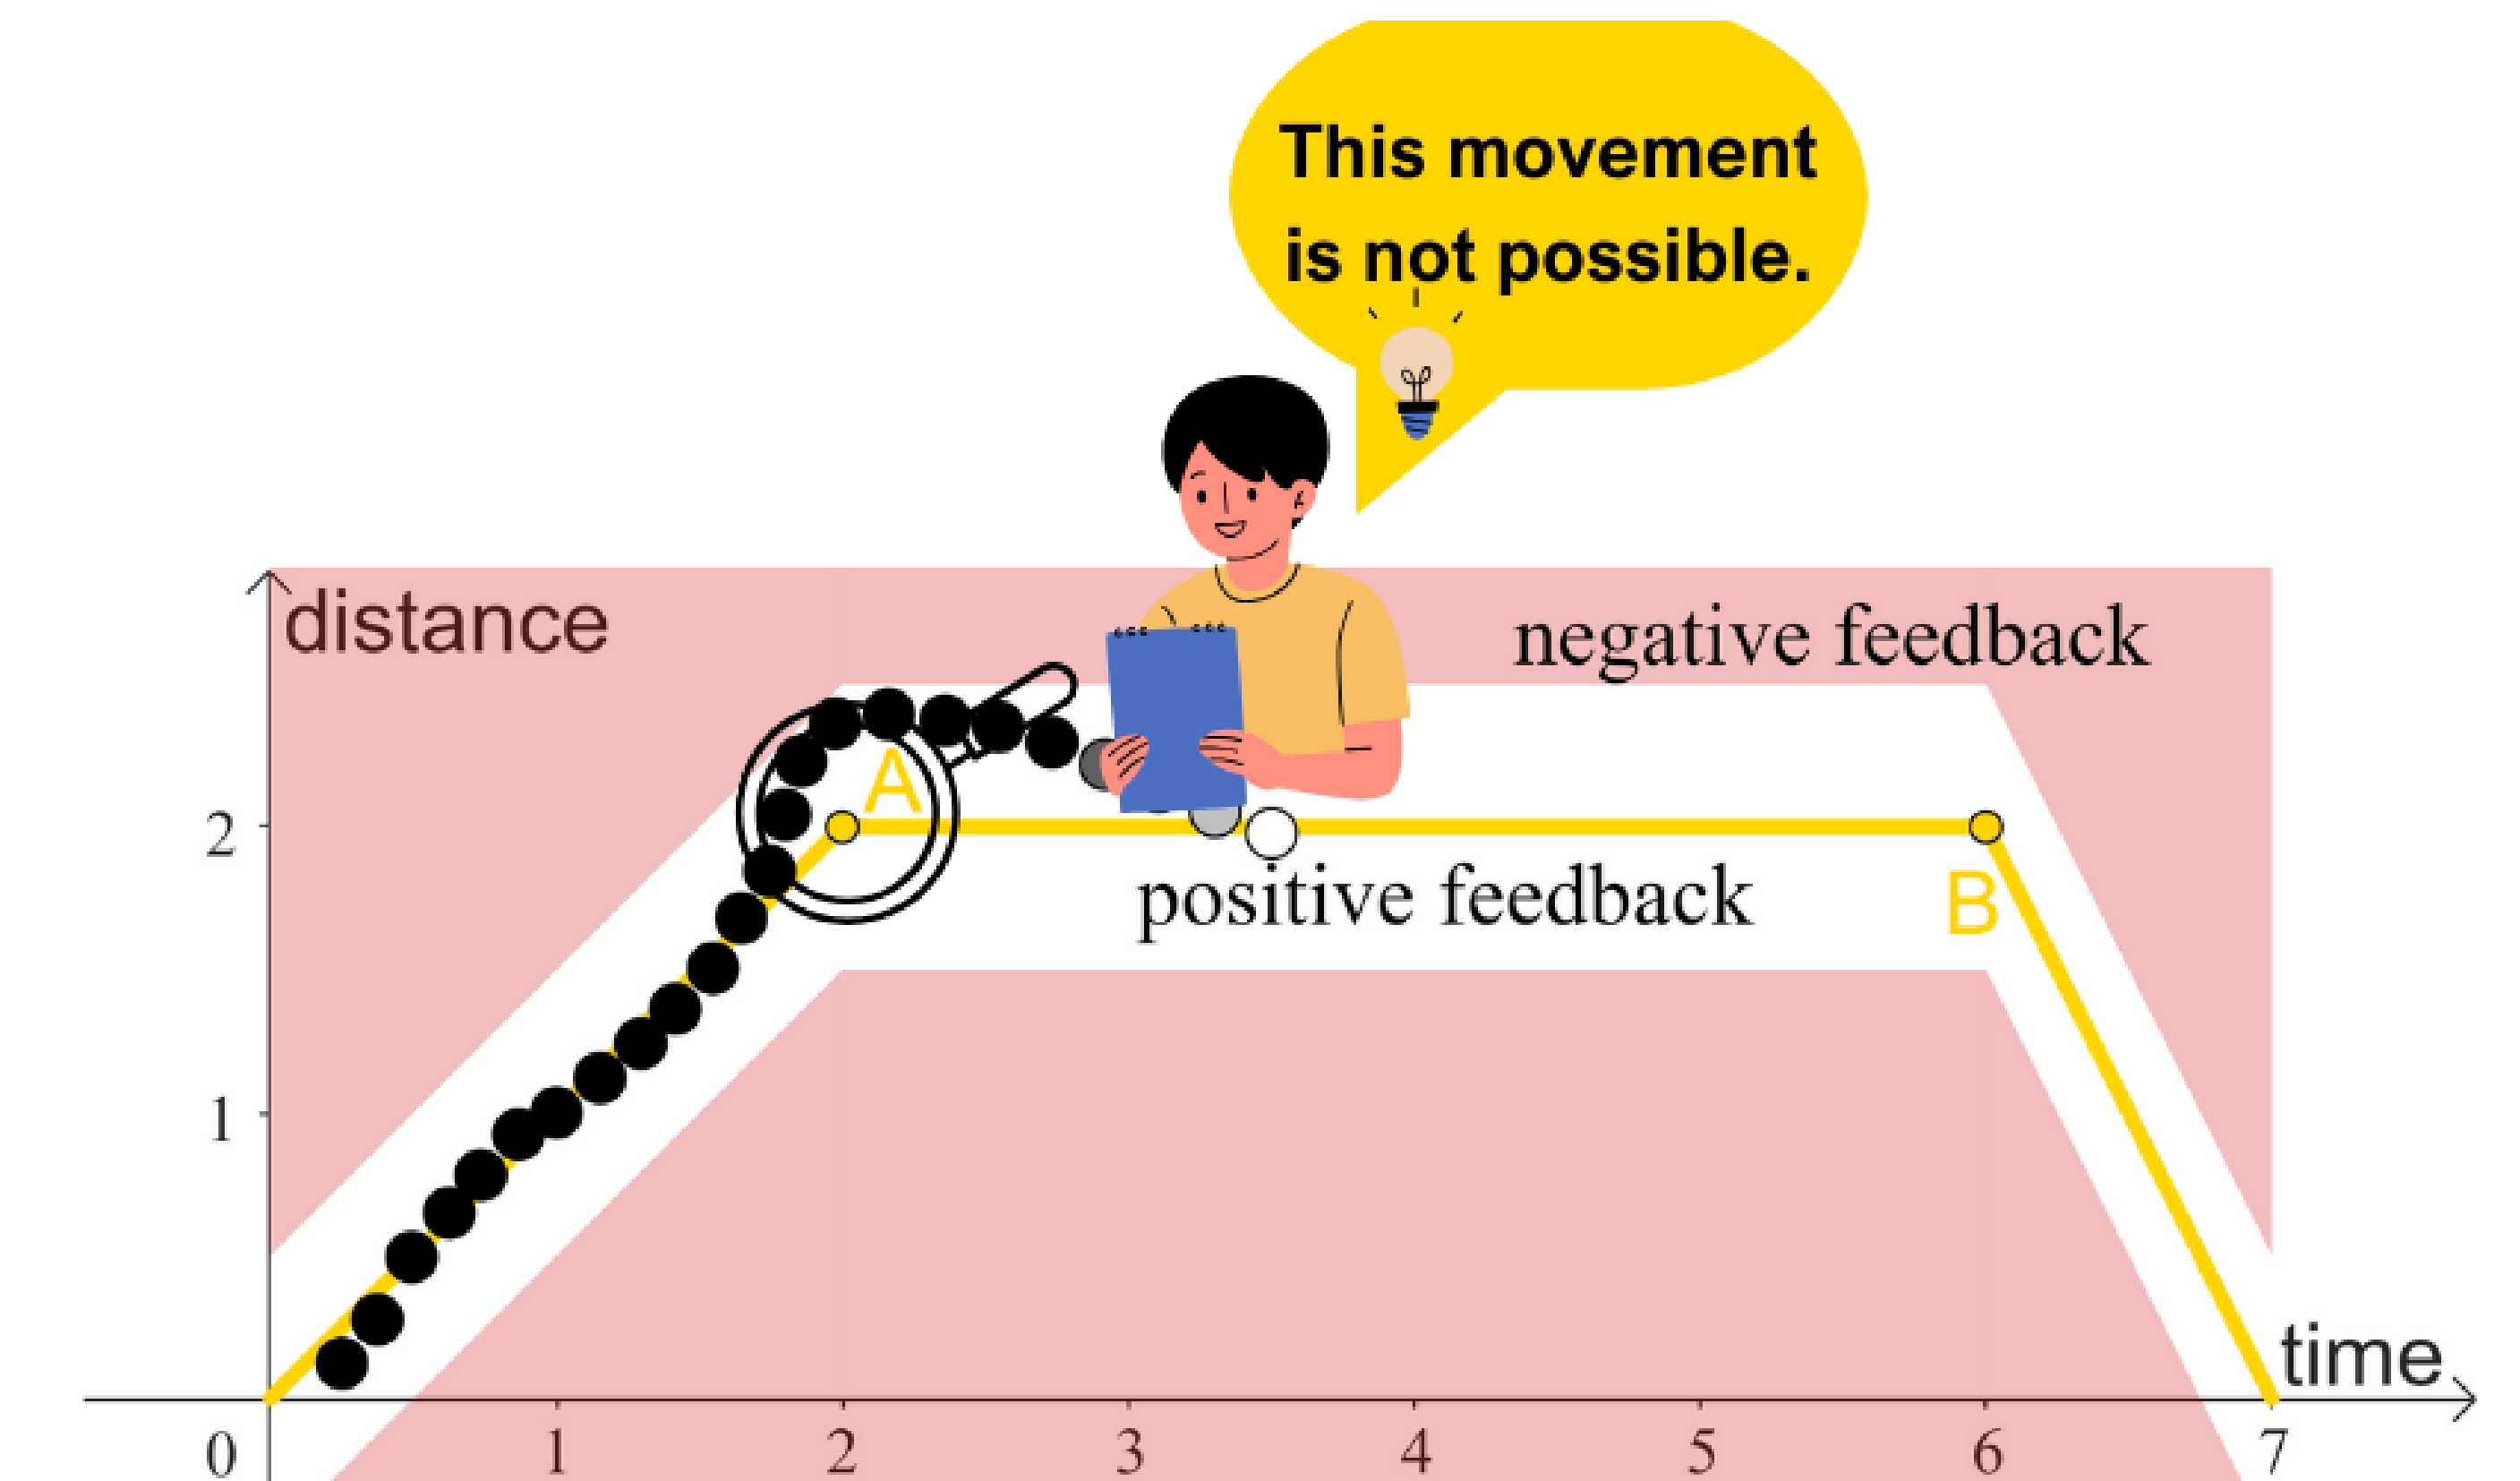 This movement
is not possible.
distance
negative feedback
A
2
positive feedback
B
1
time
0 1 2 3 4 5 6 7